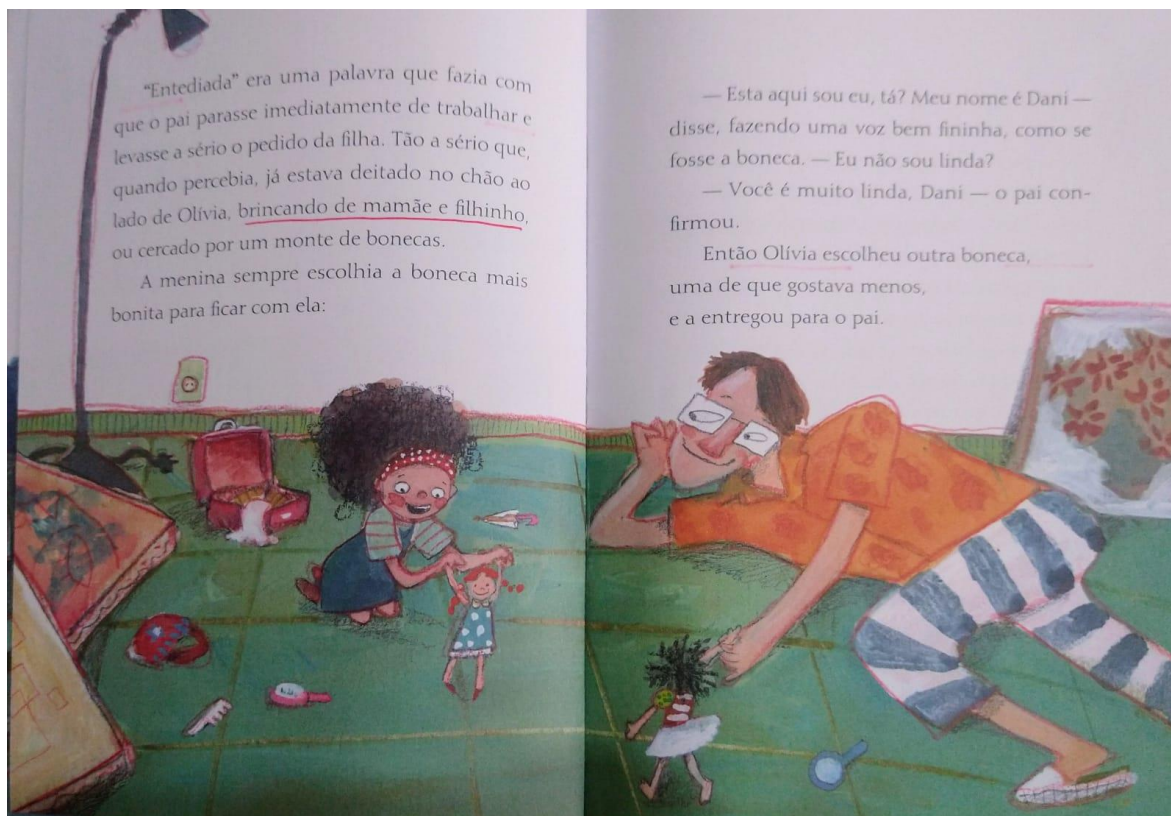 “Entediada” era uma palavra que fazia com
que o pai parasse imediatamente de trabalhar e
levasse a sério o pedido da filha. Tão a sério que,
quando percebia, já estava deitado no chão ao
lado de Olívia, brincando de mamãe e filhinho,
ou cercado por um monte de bonecas.
A menina sempre escolhia a boneca mais
bonita para ficar com ela:
— Esta aqui sou eu, tá? Meu nome é Dani —
disse, fazendo uma voz bem fininha, como se
fosse a boneca. — Eu não sou linda?
— Você é muito linda, Dani — o pai con-
firmou.
Então Olívia escolheu outra boneca,
uma de que gostava menos,
e a entregou para o pai.